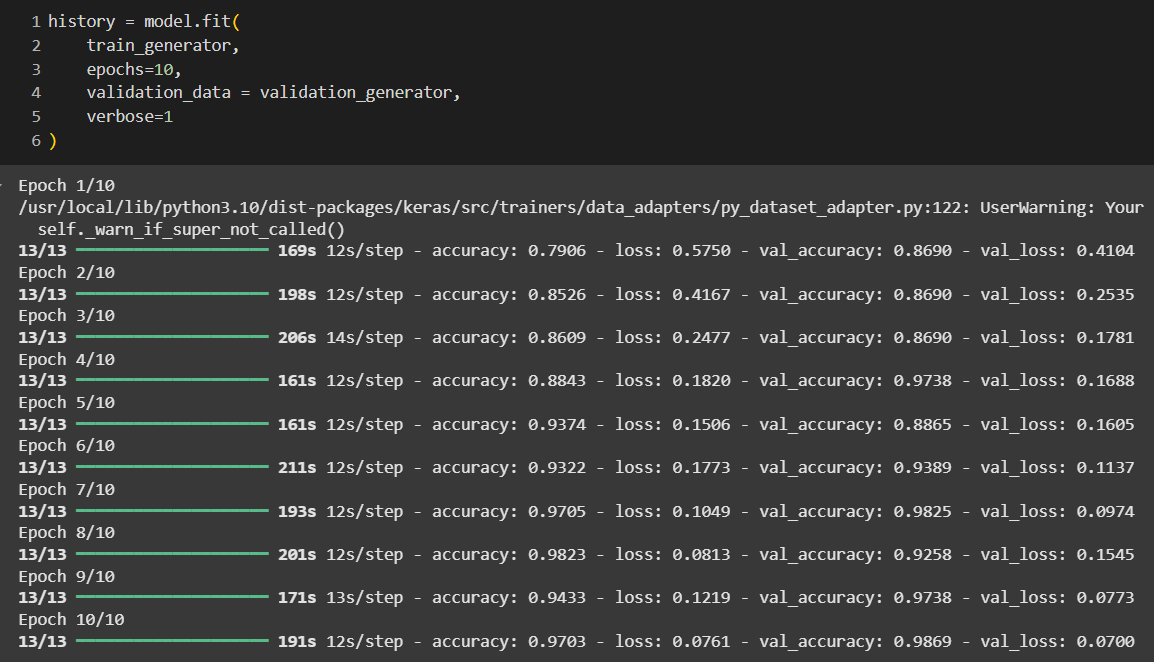 1 history = model.fit(
2     train_generator,
3     epochs=10,
4     validation_data = validation_generator,
5     verbose=1
6 )
Epoch 1/10
/usr/local/lib/python3.10/dist-packages/keras/src/trainers/data_adapters/py_dataset_adapter.py:122: UserWarning: Your
  self._warn_if_super_not_called()
13/13 169s 12s/step - accuracy: 0.7906 - loss: 0.5750 - val_accuracy: 0.8690 - val_loss: 0.4104
Epoch 2/10
13/13 198s 12s/step - accuracy: 0.8526 - loss: 0.4167 - val_accuracy: 0.8690 - val_loss: 0.2535
Epoch 3/10
13/13 206s 14s/step - accuracy: 0.8609 - loss: 0.2477 - val_accuracy: 0.8690 - val_loss: 0.1781
Epoch 4/10
13/13 161s 12s/step - accuracy: 0.8843 - loss: 0.1820 - val_accuracy: 0.9738 - val_loss: 0.1688
Epoch 5/10
13/13 161s 12s/step - accuracy: 0.9374 - loss: 0.1506 - val_accuracy: 0.8865 - val_loss: 0.1605
Epoch 6/10
13/13 211s 12s/step - accuracy: 0.9322 - loss: 0.1773 - val_accuracy: 0.9389 - val_loss: 0.1137
Epoch 7/10
13/13 193s 12s/step - accuracy: 0.9705 - loss: 0.1049 - val_accuracy: 0.9825 - val_loss: 0.0974
Epoch 8/10
13/13 201s 12s/step - accuracy: 0.9823 - loss: 0.0813 - val_accuracy: 0.9258 - val_loss: 0.1545
Epoch 9/10
13/13 171s 13s/step - accuracy: 0.9433 - loss: 0.1219 - val_accuracy: 0.9738 - val_loss: 0.0773
Epoch 10/10
13/13 191s 12s/step - accuracy: 0.9703 - loss: 0.0761 - val_accuracy: 0.9869 - val_loss: 0.0700